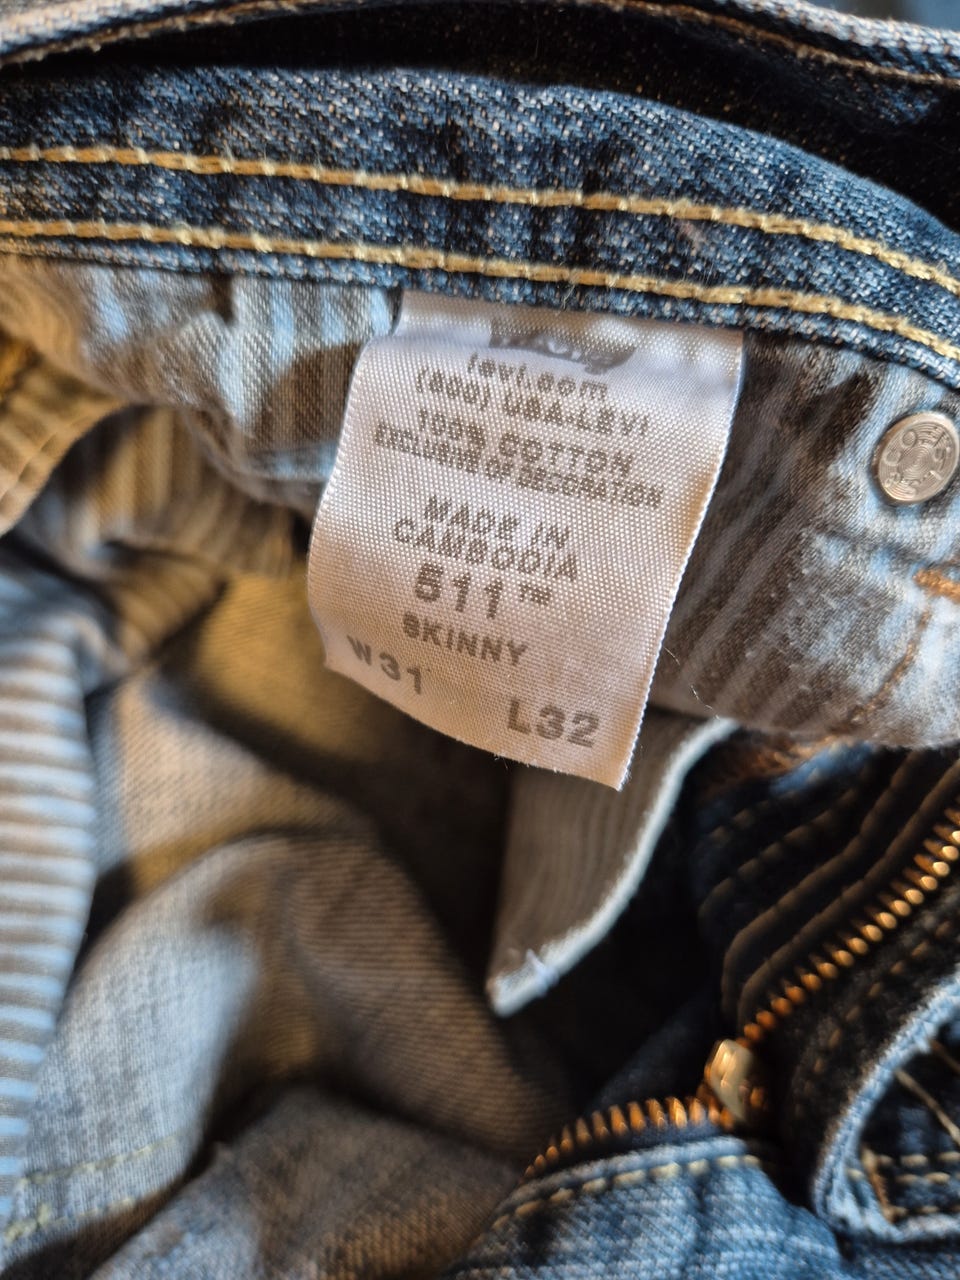 levi.com
(800) USA-LEVI
100% COTTON
EXCLUSIVE OF DECORATION
MADE IN
CAMBODIA
511™
SKINNY
W31
L32